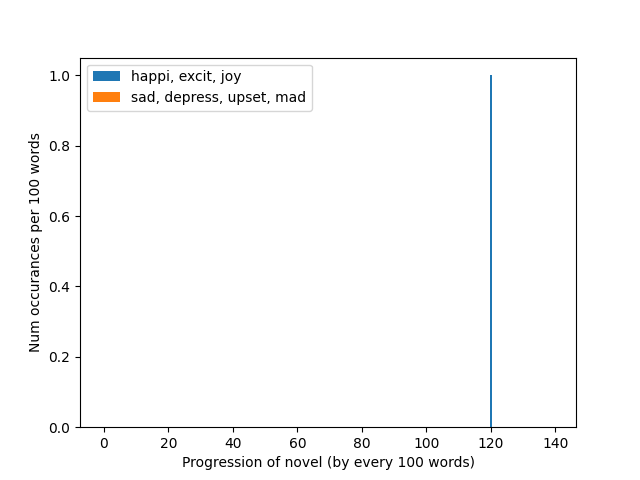 happi, excit, joy
sad, depress, upset, mad
1.0
0.8
0.6
0.4
0.2
0.0
Num occurances per 100 words
0 20 40 60 80 100 120 140
Progression of novel (by every 100 words)